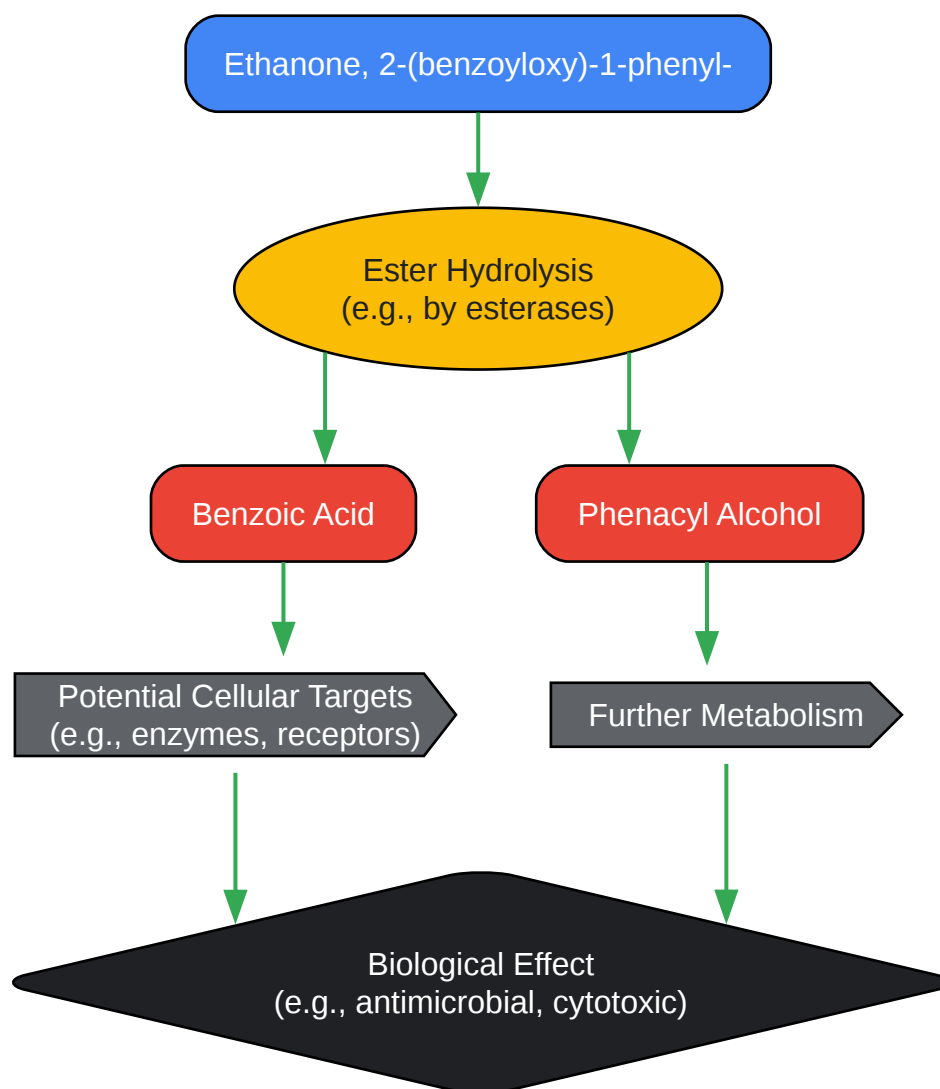 Ethanone, 2-(benzoyloxy)-1-phenyl-
Ester Hydrolysis
(e.g., by esterases)
Benzoic Acid
Phenacyl Alcohol
Potential Cellular Targets
(e.g., enzymes, receptors)
Further Metabolism
Biological Effect
(e.g., antimicrobial, cytotoxic)